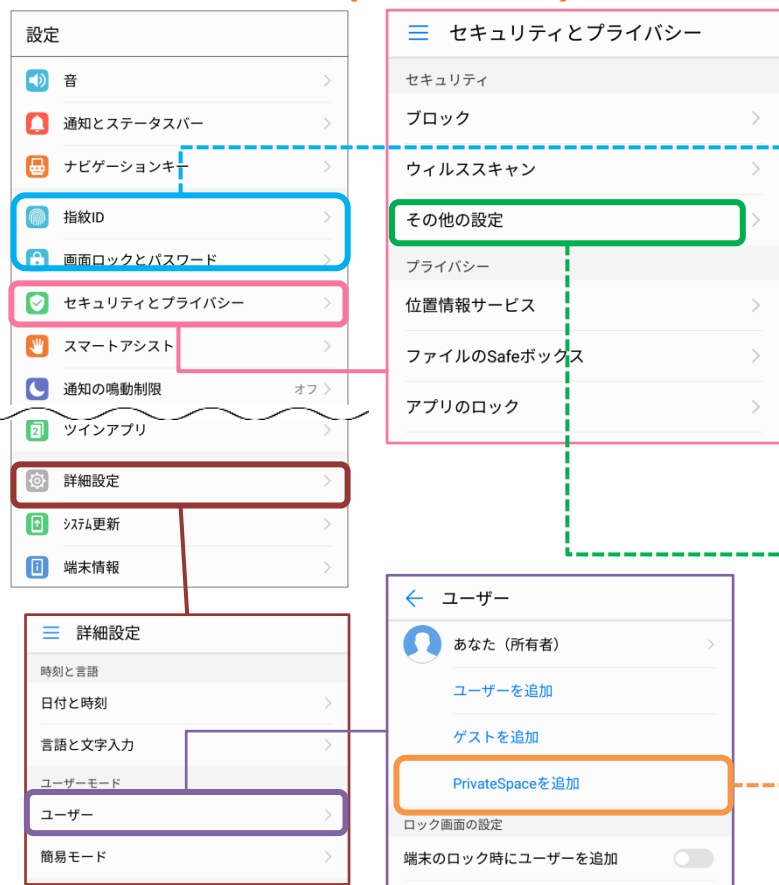 設定
音
通知とステータスバー
ナビゲーションキー
指紋ID
画面ロックとパスワード
セキュリティとプライバシー
スマートアシスト
通知の鳴動制限
オフ
ツインアプリ
詳細設定
システム更新
端末情報
セキュリティとプライバシー
セキュリティ
ブロック
ウィルススキャン
その他の設定
プライバシー
位置情報サービス
ファイルのSafeボックス
アプリのロック
詳細設定
時刻と言語
日付と時刻
言語と文字入力
ユーザーモード
ユーザー
簡易モード
ユーザー
あなた（所有者）
ユーザーを追加
ゲストを追加
PrivateSpaceを追加
ロック画面の設定
端末のロック時にユーザーを追加